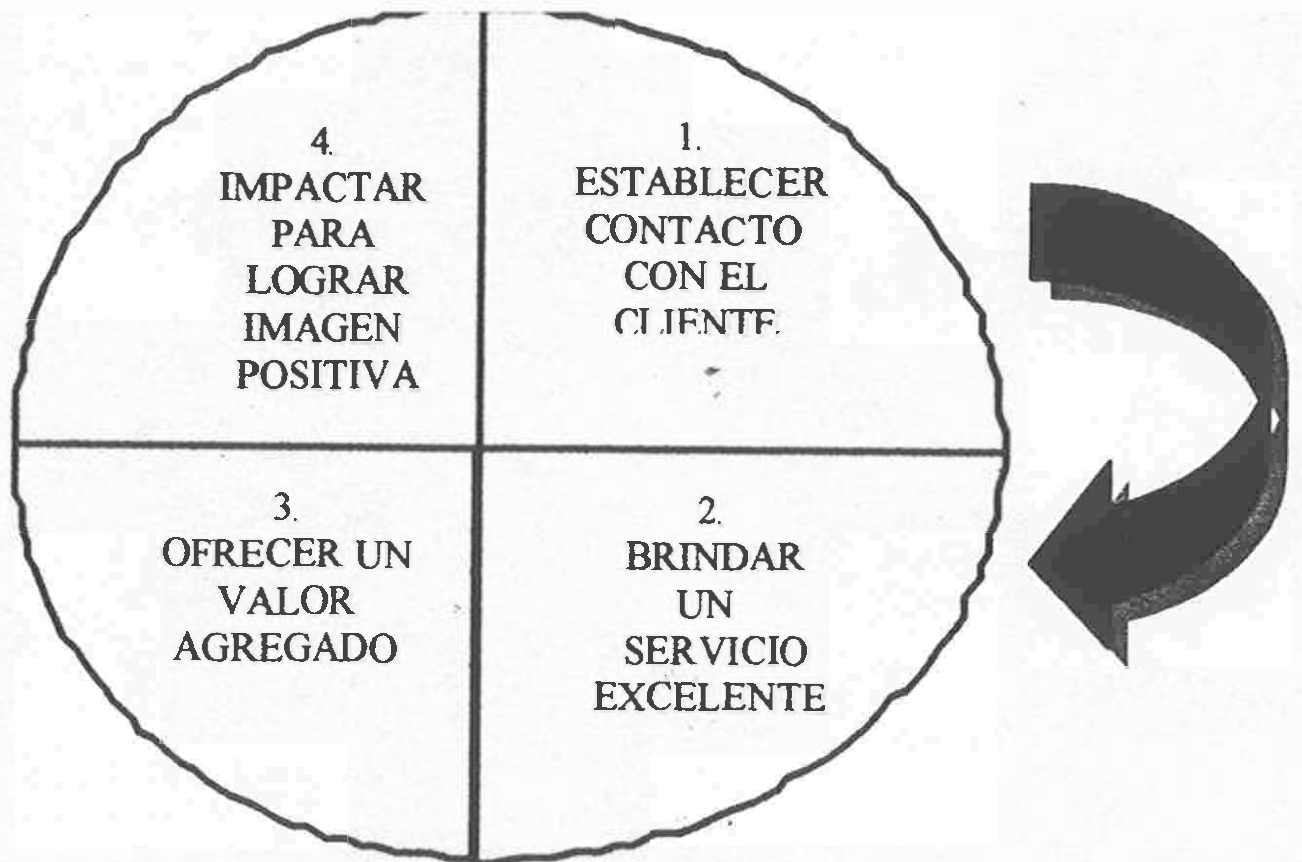 1.
ESTABLECER
CONTACTO
CON EL
CLIENTE.
2.
BRINDAR
UN
SERVICIO
EXCELENTE
3.
OFRECER UN
VALOR
AGREGADO
4.
IMPACTAR
PARA
LOGRAR
IMAGEN
POSITIVA